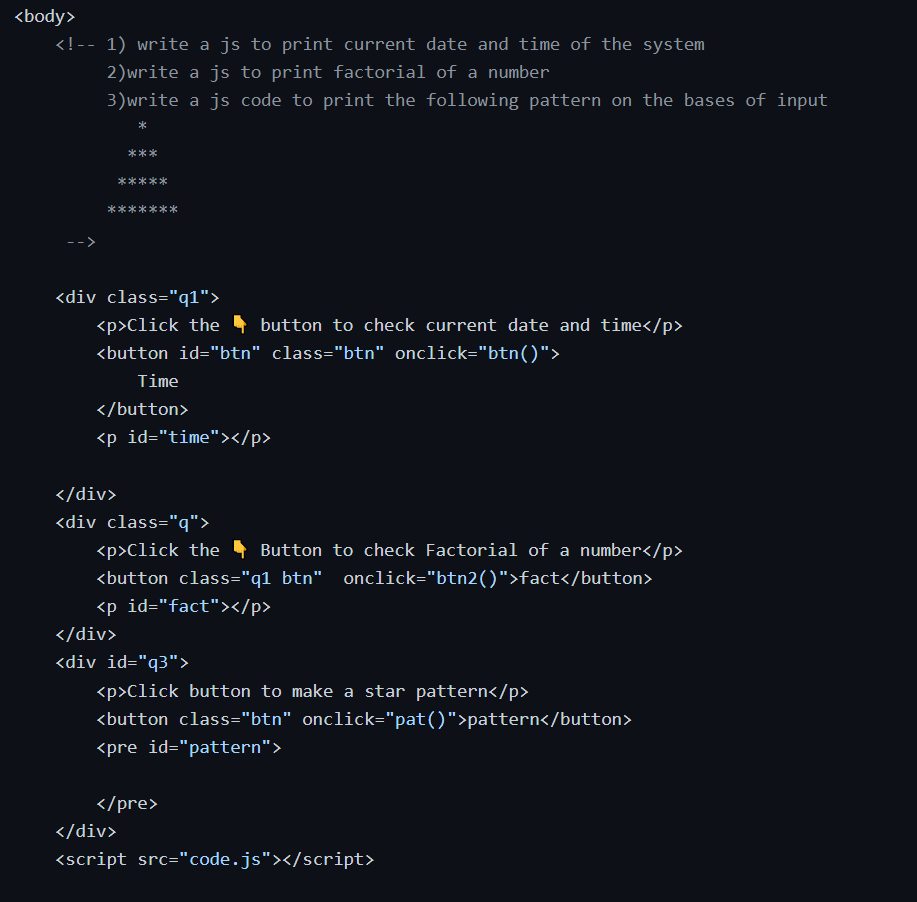 <body>
    <!-- 1) write a js to print current date and time of the system
         2)write a js to print factorial of a number
         3)write a js code to print the following pattern on the bases of input
            *
           ***
          *****
         *******
     -->

    <div class="q1">
        <p>Click the 👇 button to check current date and time</p>
        <button id="btn" class="btn" onclick="btn()">
            Time
        </button>
        <p id="time"></p>

    </div>
    <div class="q">
        <p>Click the 👇 Button to check Factorial of a number</p>
        <button class="q1 btn"  onclick="btn2()">fact</button>
        <p id="fact"></p>
    </div>
    <div id="q3">
        <p>Click button to make a star pattern</p>
        <button class="btn" onclick="pat()">pattern</button>
        <pre id="pattern">

        </pre>
    </div>
    <script src="code.js"></script>